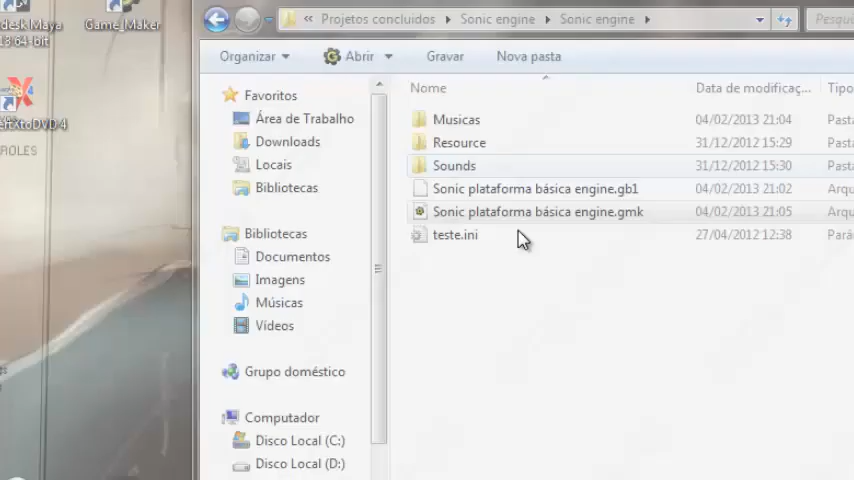 desk Maya
13 64-bit
Game_Maker
XtoDVD 4
ROLES
« Projetos concluidos Sonic engine Sonic engine
Pesqui
Organizar Abrir Gravar Nova pasta
Favoritos
Área de Trabalho
Downloads
Locais
Bibliotecas
Bibliotecas
Documentos
Imagens
Músicas
Vídeos
Grupo doméstico
Computador
Disco Local (C:)
Disco Local (D:)
Nome Data de modificaç... Tipo
Musicas 04/02/2013 21:04 Pasta
Resource 31/12/2012 15:29 Pasta
Sounds 31/12/2012 15:30 Pasta
Sonic plataforma básica engine.gb1 04/02/2013 21:02 Arqu
Sonic plataforma básica engine.gmk 04/02/2013 21:05 Arqu
teste.ini 27/04/2012 12:38 Parâ